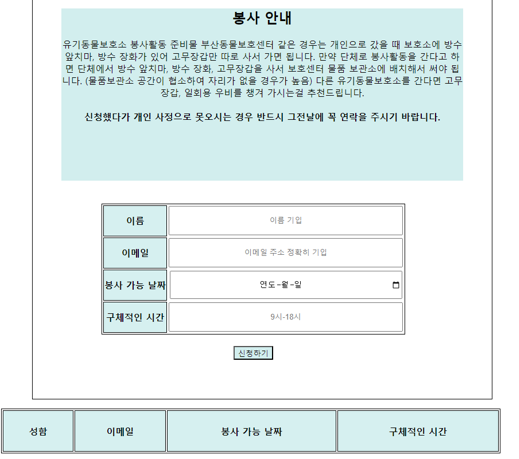 봉사 안내
유기동물보호소 봉사활동 준비물 부산동물보호센터 같은 경우는 개인으로 갔을 때 보호소에 방수
앞치마, 방수 장화가 있어 고무장갑만 따로 사서 가면 됩니다. 만약 단체로 봉사활동을 간다고 하
면 단체에서 방수 앞치마, 방수 장화, 고무장갑을 사서 보호센터 물품 보관소에 배치해서 써야 됩
니다. (물품보관소 공간이 협소하여 자리가 없을 경우가 높음) 다른 유기동물보호소를 간다면 고무
장갑, 일회용 우비를 챙겨 가시는걸 추천드립니다.
신청했다가 개인 사정으로 못오시는 경우 반드시 그전날에 꼭 연락을 주시기 바랍니다.
이름 이름 기입
이메일 이메일 주소 정확히 기입
봉사 가능 날짜 연도-월-일
구체적인 시간 9시-18시
신청하기
성함 이메일 봉사 가능 날짜 구체적인 시간